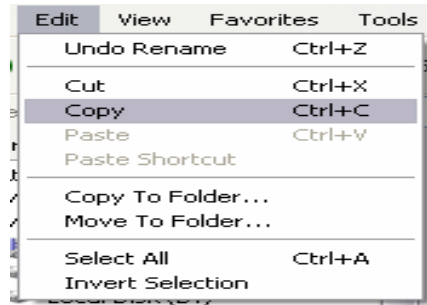 Edit View Favorites Tools
Undo Rename Ctrl+Z
Cut Ctrl+X
Copy Ctrl+C
Paste Ctrl+V
Paste Shortcut
Copy To Folder...
Move To Folder...
Select All Ctrl+A
Invert Selection